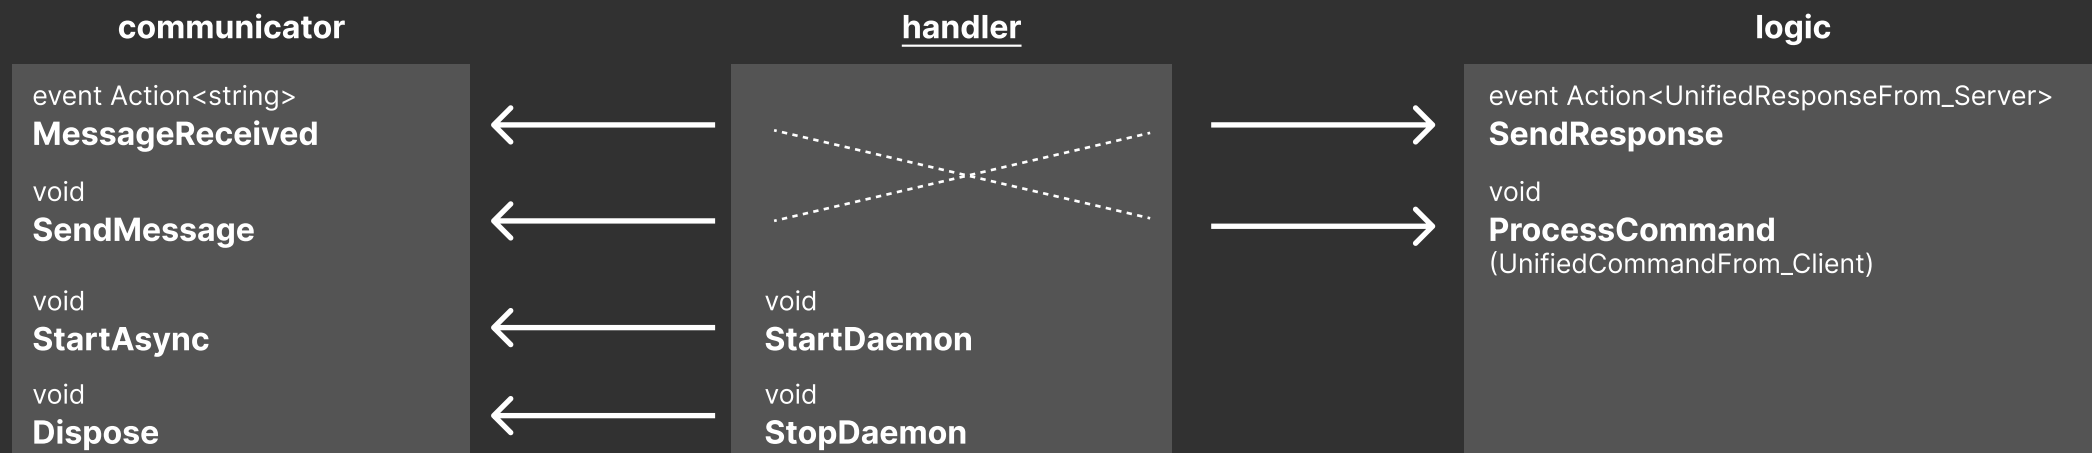 communicator
handler
logic
event Action<string>
MessageReceived
void
SendMessage
void
StartAsync
void
Dispose
void
StartDaemon
void
StopDaemon
event Action<UnifiedResponseFrom_Server>
SendResponse
void
ProcessCommand
(UnifiedCommandFrom_Client)